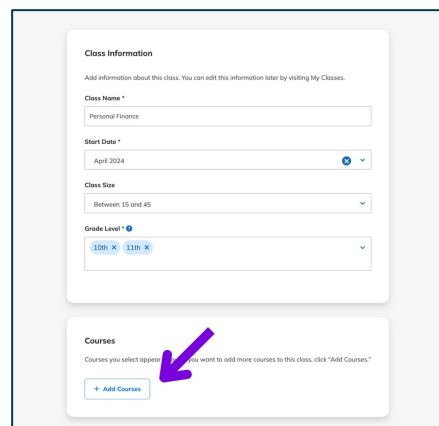 Class Information
Add information about this class. You can edit this information later by visiting My Classes.
Class Name *
Personal Finance
Start Date *
April 2024
Class Size
Between 15 and 45
Grade Level * ?
10th × 11th ×
Courses
Courses you select appear you want to add more courses to this class, click “Add Courses.”
+ Add Courses